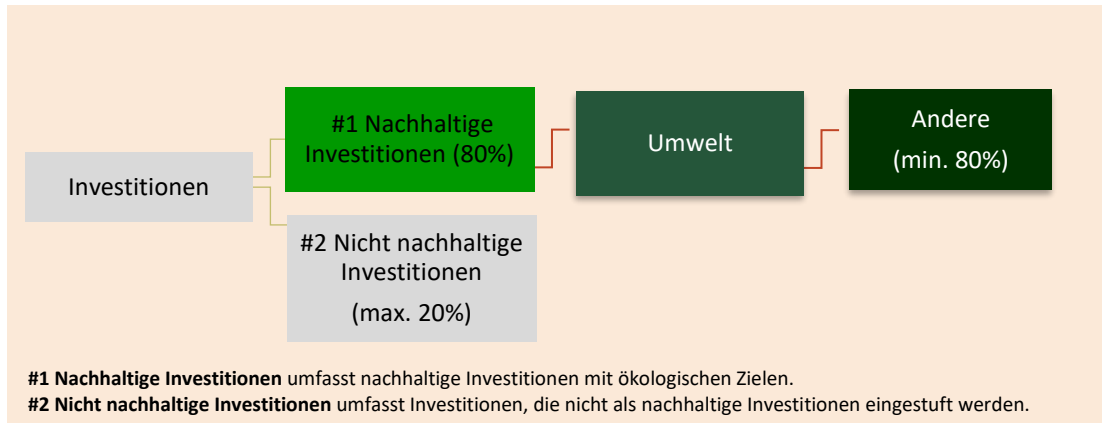 #1 Nachhaltige
Investitionen (80%)
Umwelt
Andere
(min. 80%)
Investitionen
#2 Nicht nachhaltige
Investitionen
(max. 20%)
#1 Nachhaltige Investitionen umfasst nachhaltige Investitionen mit ökologischen Zielen.
#2 Nicht nachhaltige Investitionen umfasst Investitionen, die nicht als nachhaltige Investitionen eingestuft werden.